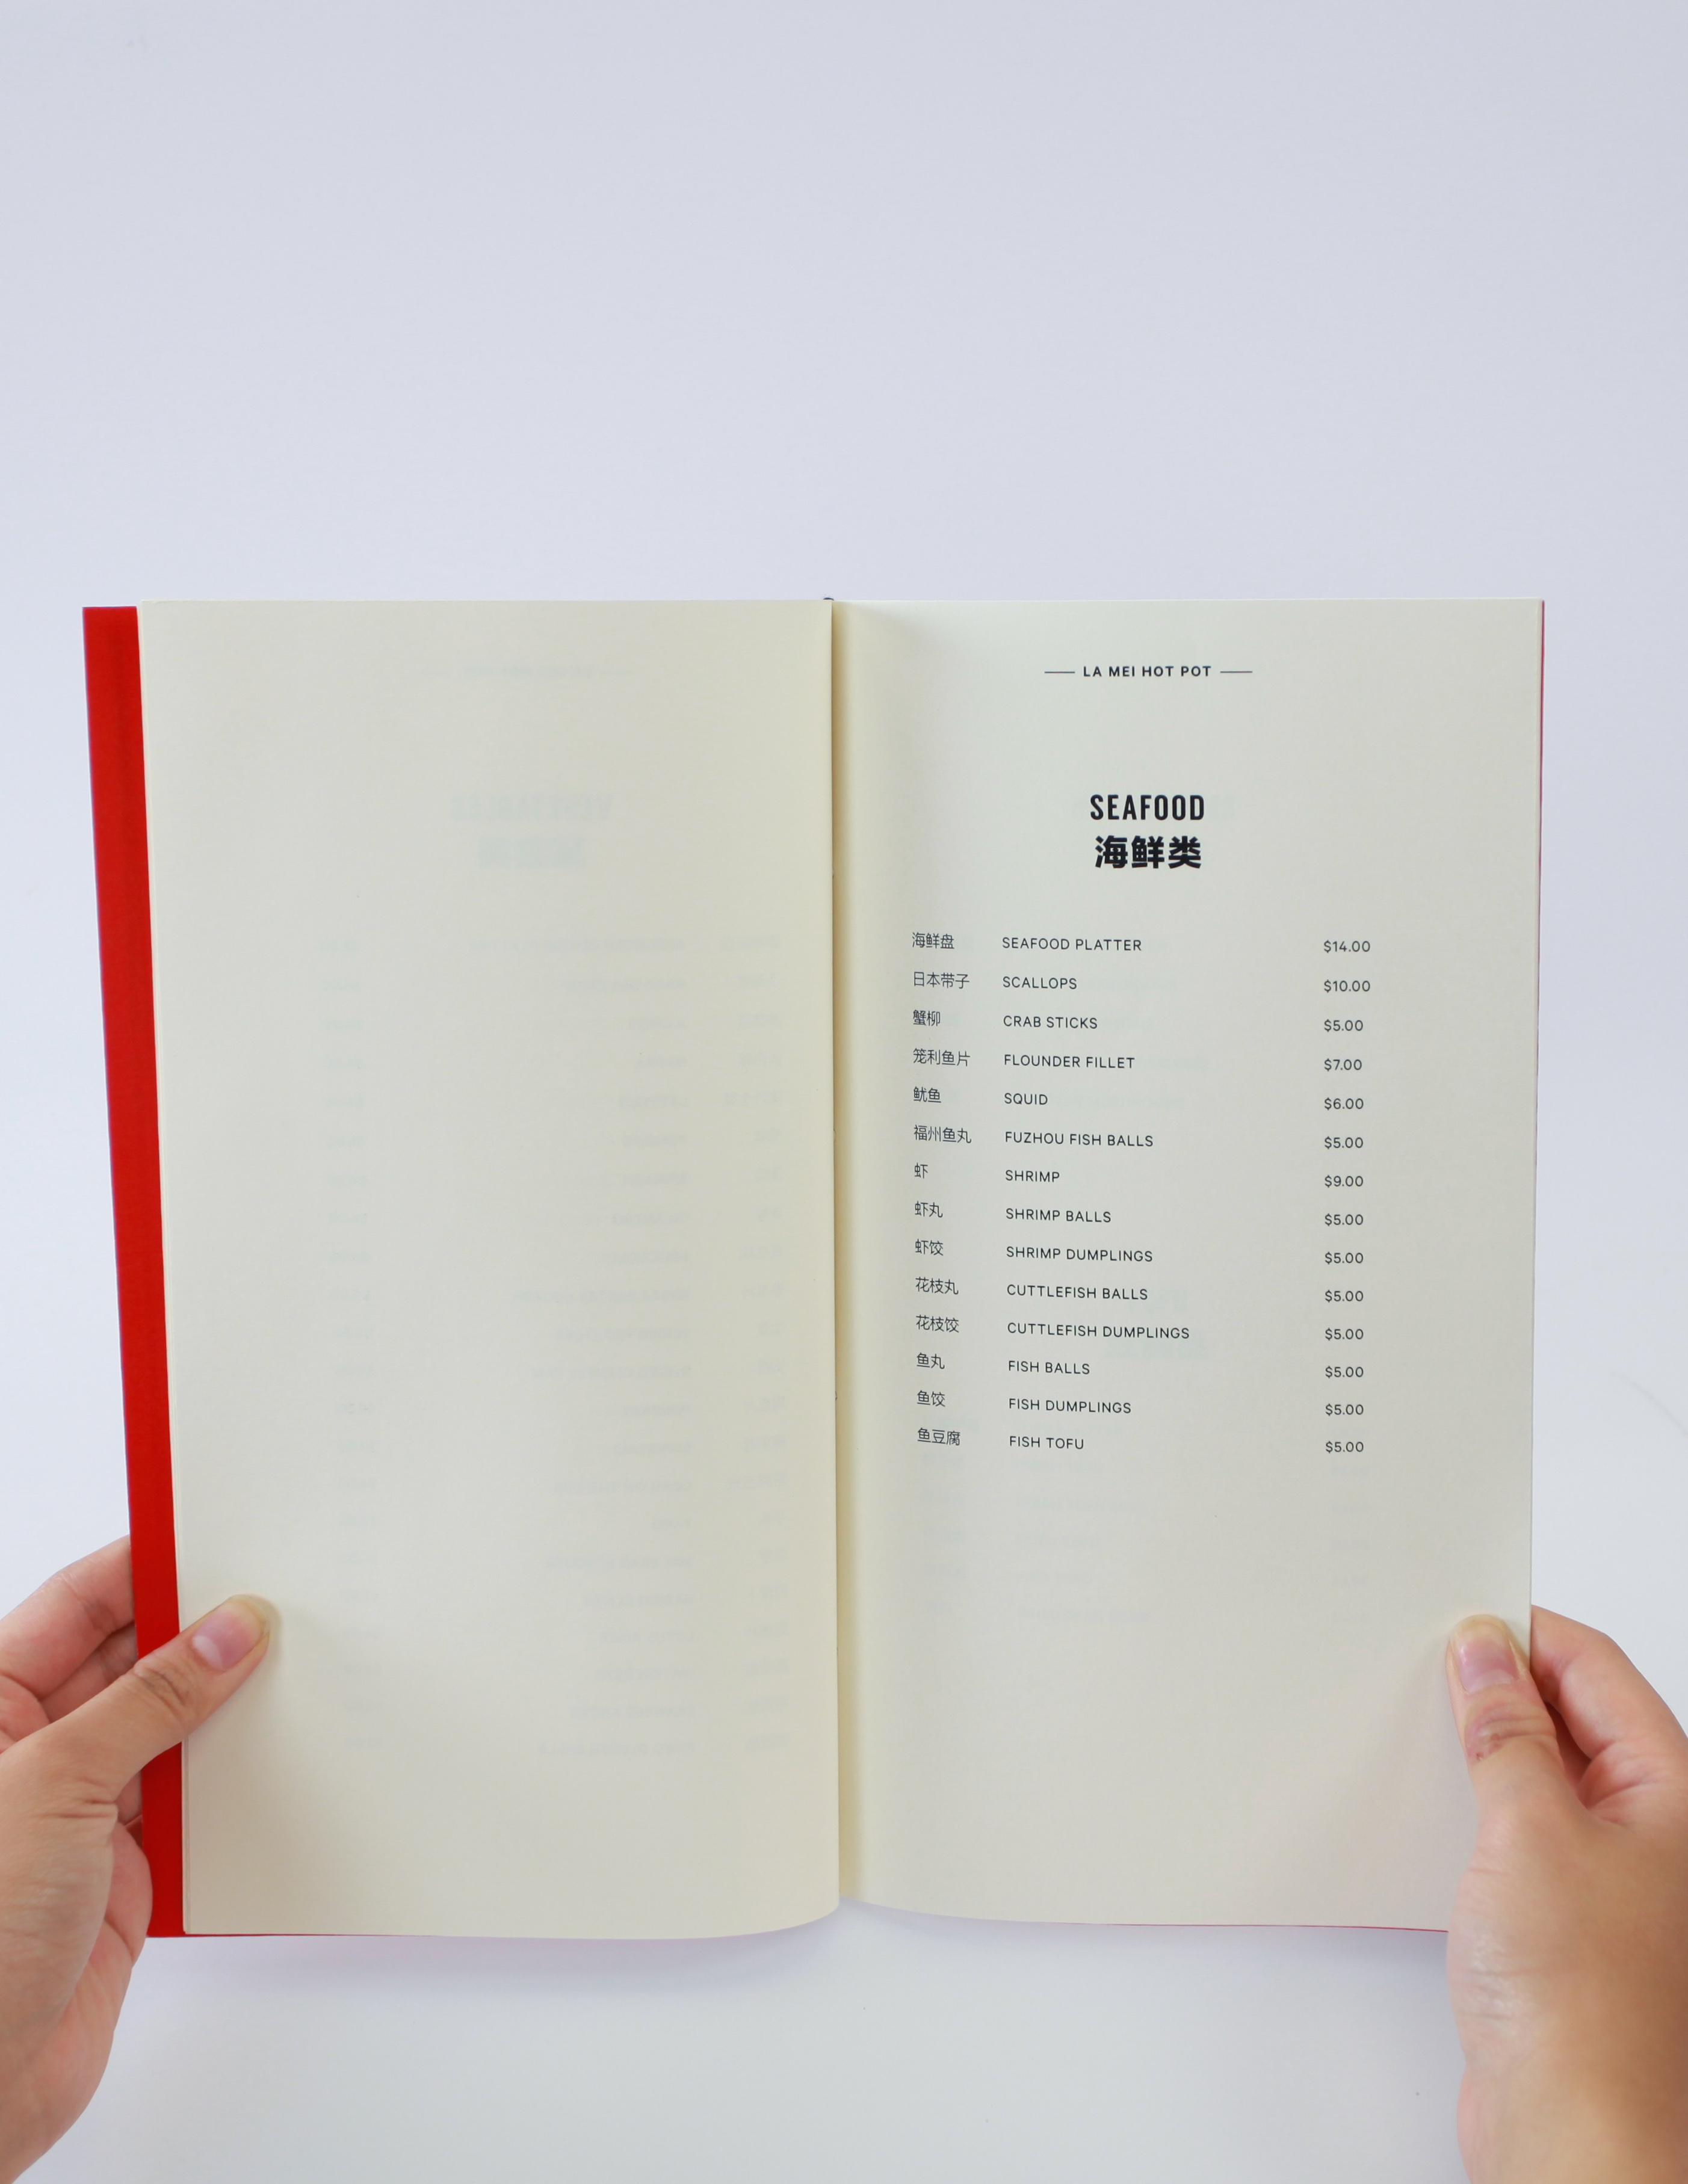 LA MEI HOT POT
SEAFOOD
海鲜类
海鲜盘 SEAFOOD PLATTER $14.00
日本带子 SCALLOPS $10.00
蟹柳 CRAB STICKS $5.00
笼利鱼片 FLOUNDER FILLET $7.00
鱿鱼 SQUID $6.00
福州鱼丸 FUZHOU FISH BALLS $5.00
虾 SHRIMP $9.00
虾丸 SHRIMP BALLS $5.00
虾饺 SHRIMP DUMPLINGS $5.00
花枝丸 CUTTLEFISH BALLS $5.00
花枝饺 CUTTLEFISH DUMPLINGS $5.00
鱼丸 FISH BALLS $5.00
鱼饺 FISH DUMPLINGS $5.00
鱼豆腐 FISH TOFU $5.00